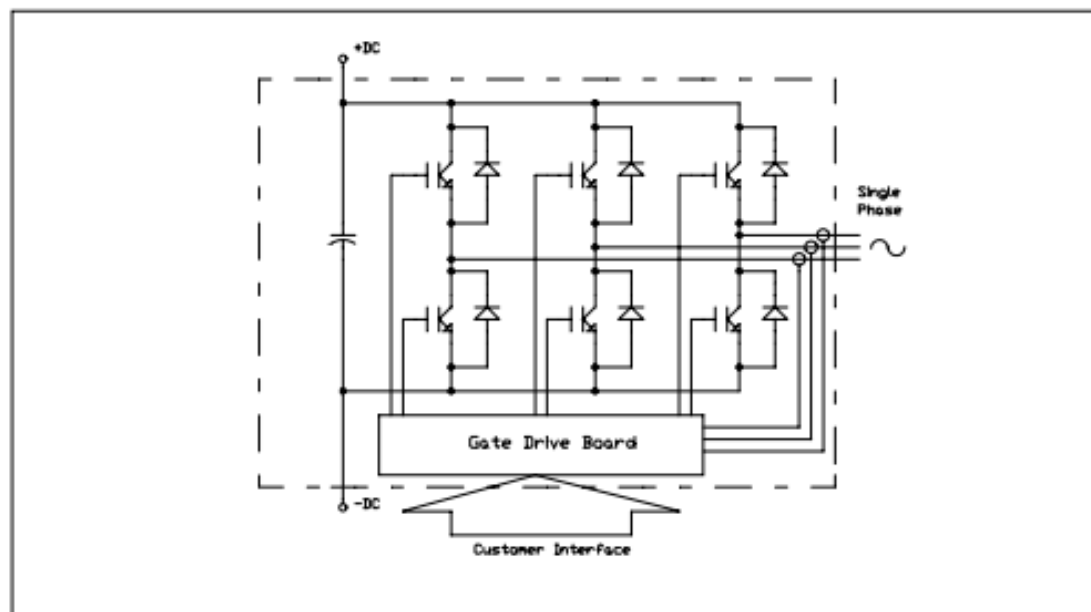 +DC
Single
Phase
Gate Drive Board
-DC
Customer Interface